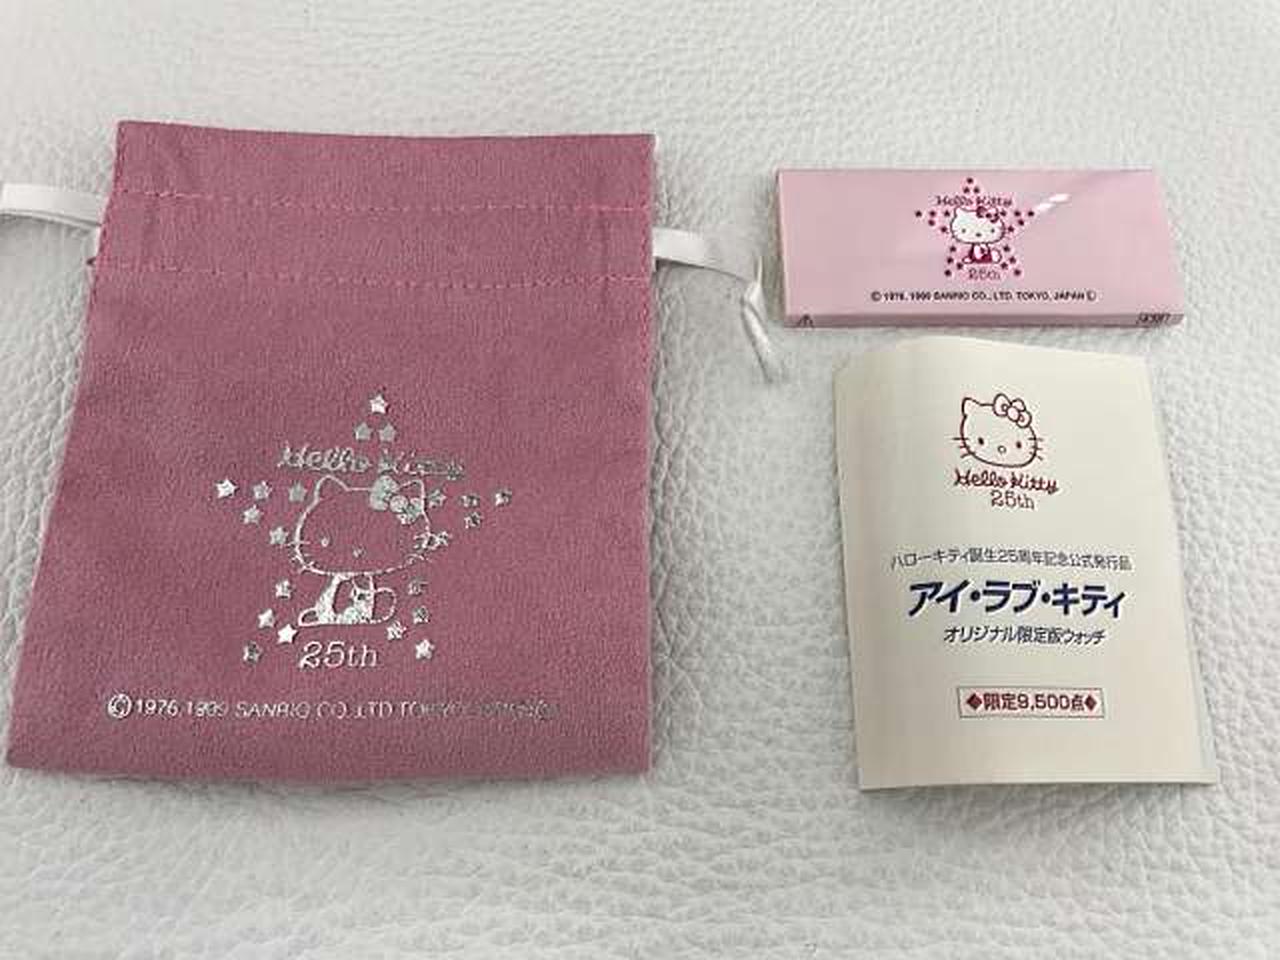 Hello Kitty
25th
©1976, 1999 SANRIO CO.,LTD. TOKYO, JAPAN Ⓛ
Hello Kitty
25th
©1976, 1999 SANRIO CO., LTD. TOKYO, JAPAN Ⓛ
Hello Kitty
25th
ハローキティ誕生25周年記念公式発行品
アイ・ラブ・キティ
オリジナル限定版ウォッチ
◆限定9,500点◆